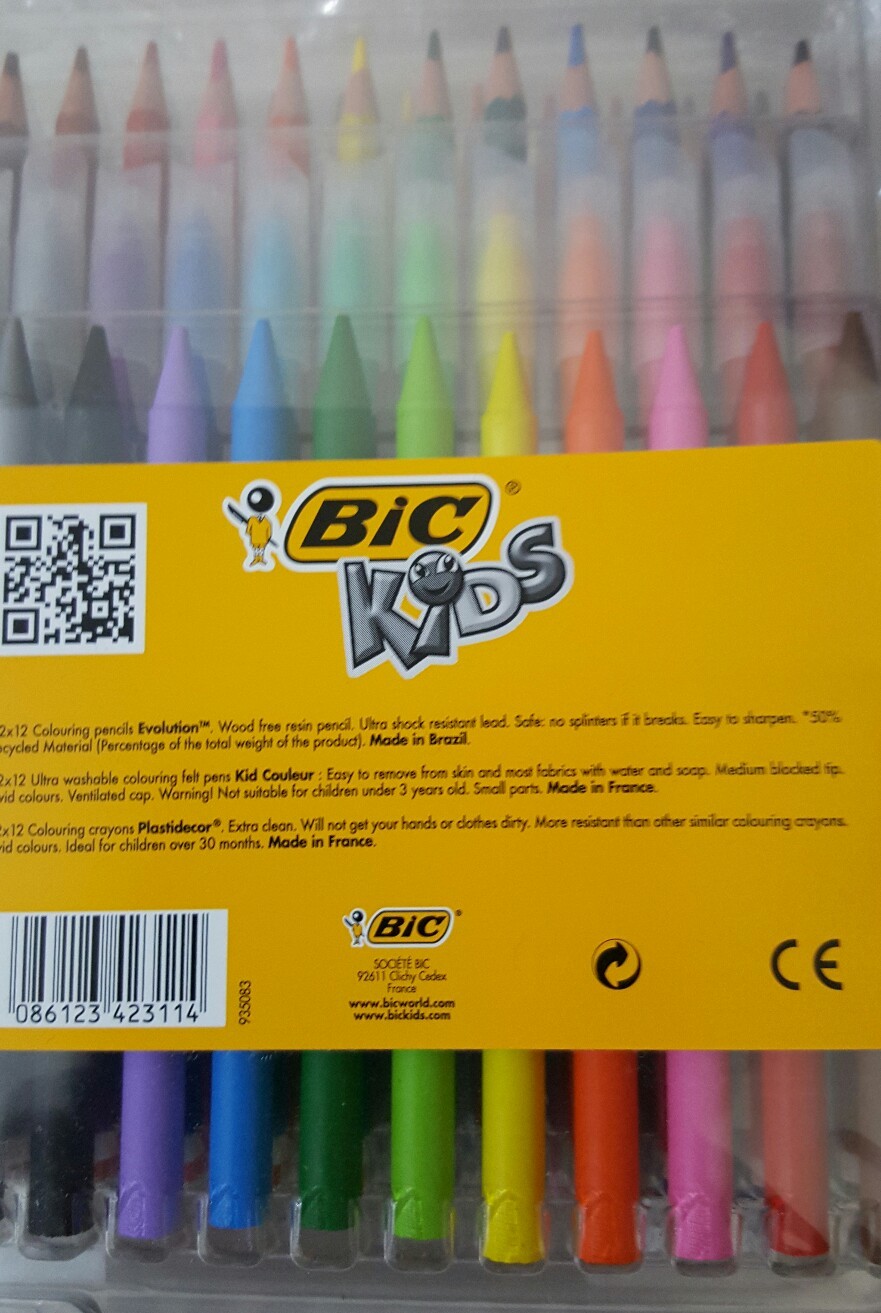 BiC ®
KiDS
2x12 Colouring pencils Evolution™. Wood free resin pencil. Ultra shock resistant lead. Safe: no splinters if it breaks. Easy to sharpen. *50%
ecycled Material (Percentage of the total weight of the product). Made in Brazil.
2x12 Ultra washable colouring felt pens Kid Couleur : Easy to remove from skin and most fabrics with water and soap. Medium blocked tip.
vid colours. Ventilated cap. Warning! Not suitable for children under 3 years old. Small parts. Made in France.
2x12 Colouring crayons Plastidecor®. Extra clean. Will not get your hands or clothes dirty. More resistant than other similar colouring crayons.
vid colours. Ideal for children over 30 months. Made in France.
086123 423114
935083
BiC ®
SOCIÉTÉ BIC
92611 Clichy Cedex
France
www.bicworld.com
www.bickids.com
CE